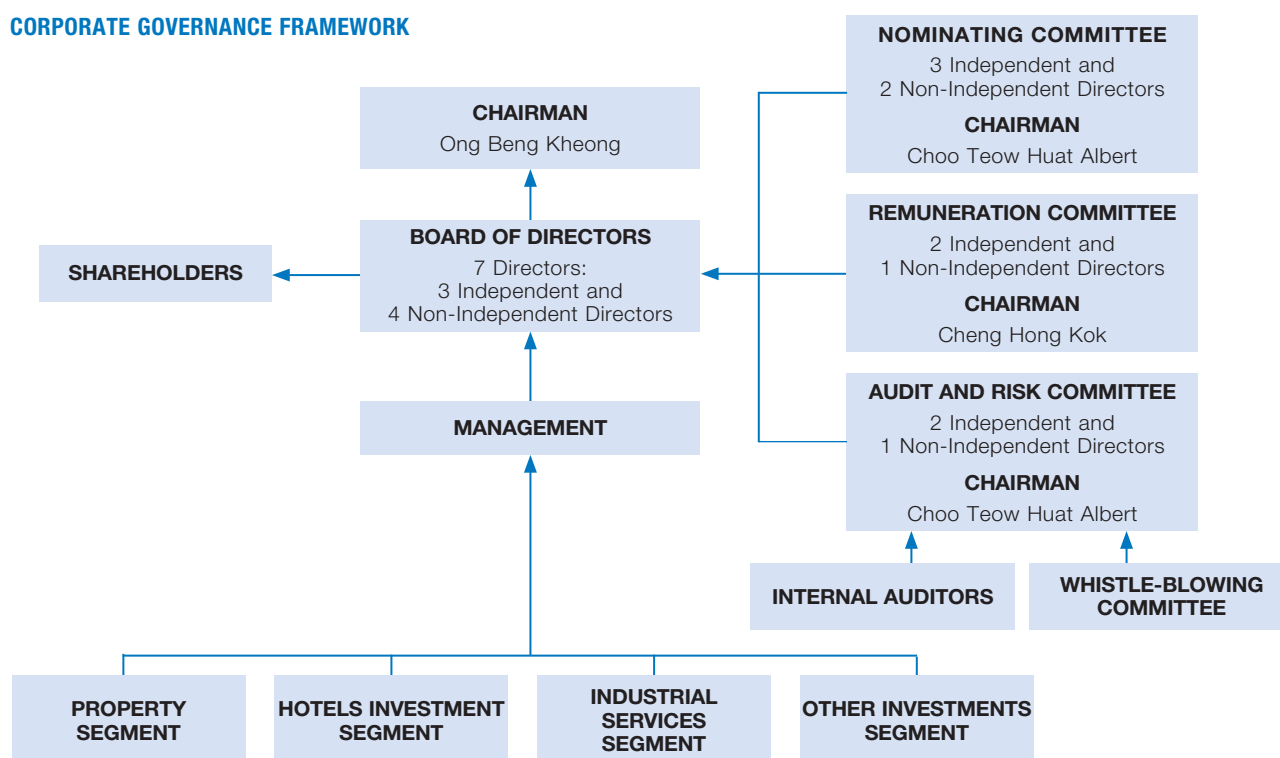 CORPORATE GOVERNANCE FRAMEWORK
CHAIRMAN
Ong Beng Kheong
BOARD OF DIRECTORS
7 Directors:
3 Independent and
4 Non-Independent Directors
SHAREHOLDERS
MANAGEMENT
NOMINATING COMMITTEE
3 Independent and
2 Non-Independent Directors
CHAIRMAN
Choo Teow Huat Albert
REMUNERATION COMMITTEE
2 Independent and
1 Non-Independent Directors
CHAIRMAN
Cheng Hong Kok
AUDIT AND RISK COMMITTEE
2 Independent and
1 Non-Independent Directors
CHAIRMAN
Choo Teow Huat Albert
INTERNAL AUDITORS
WHISTLE-BLOWING
COMMITTEE
PROPERTY
SEGMENT
HOTELS INVESTMENT
SEGMENT
INDUSTRIAL
SERVICES
SEGMENT
OTHER INVESTMENTS
SEGMENT